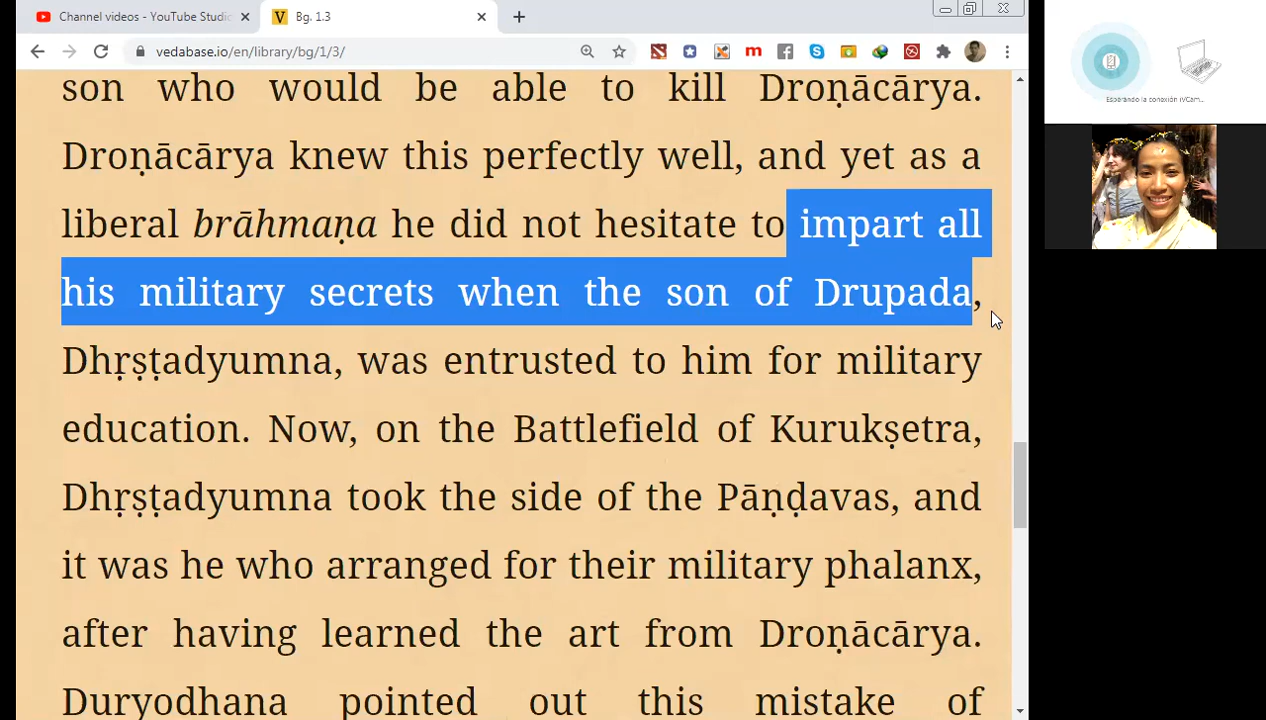 Channel videos - YouTube Studio
Bg. 1.3
vedabase.io/en/library/bg/1/3/
son who would be able to kill Droṇācārya.
Droṇācārya knew this perfectly well, and yet as a
liberal brāhmaṇa he did not hesitate to impart all
his military secrets when the son of Drupada,
Dhṛṣṭadyumna, was entrusted to him for military
education. Now, on the Battlefield of Kurukṣetra,
Dhṛṣṭadyumna took the side of the Pāṇḍavas, and
it was he who arranged for their military phalanx,
after having learned the art from Droṇācārya.
Duryodhana pointed out this mistake of
Esperando la conexión iVCam...